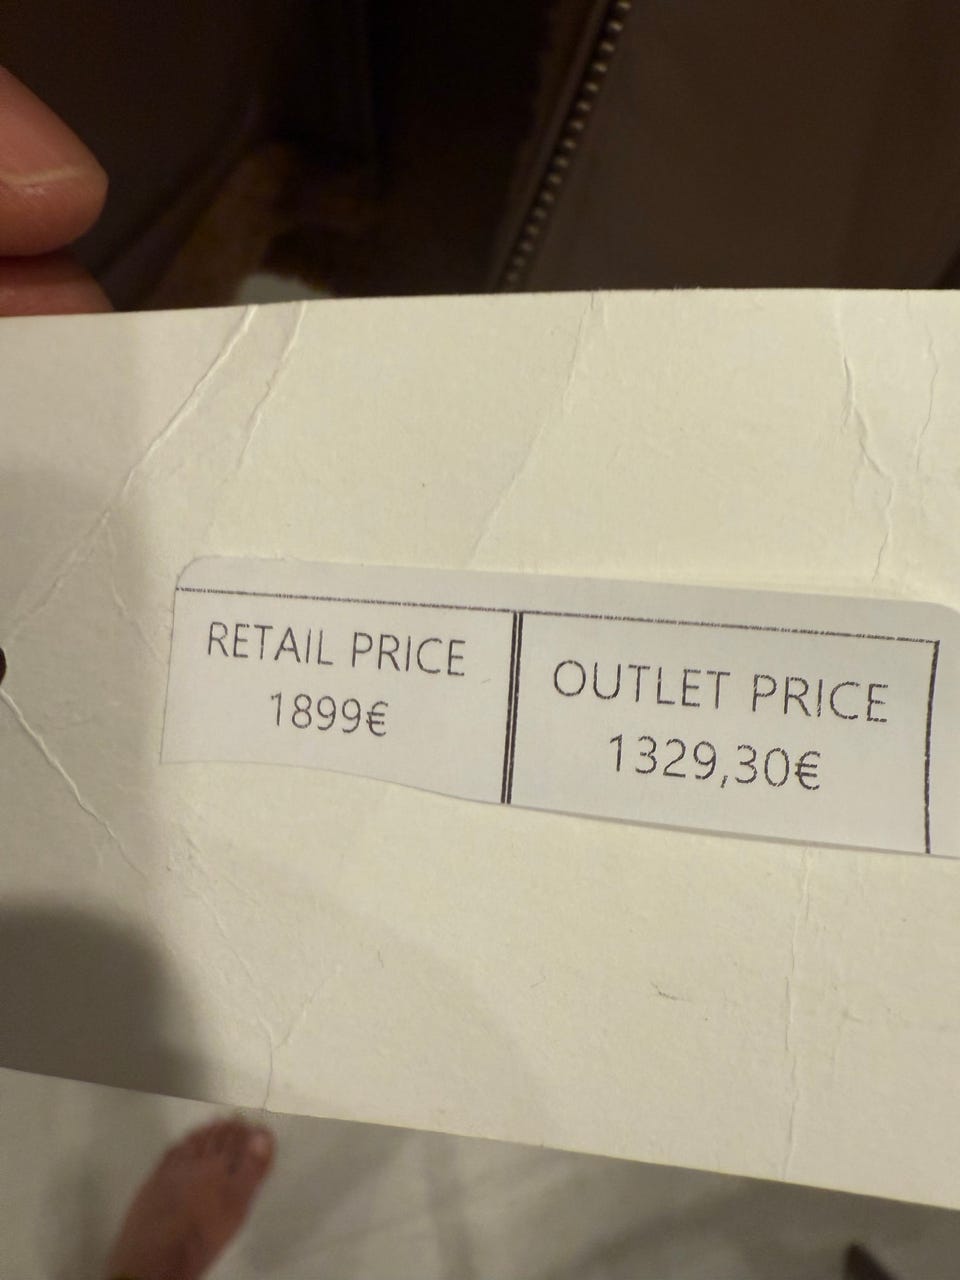 RETAIL PRICE
1899€
OUTLET PRICE
1329,30€